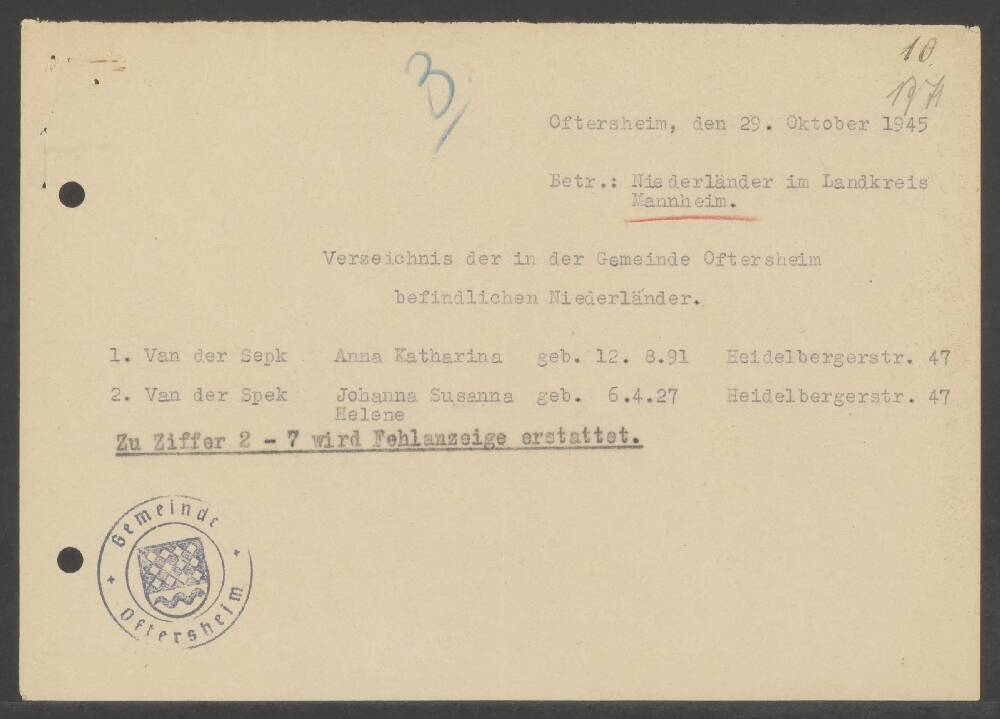 10
3
Oftersheim, den 29. Oktober 1945
Betr.: Niederländer im Landkreis
Mannheim.
Verzeichnis der in der Gemeinde Oftersheim
befindlichen Niederländer.
1. Van der Sepk Anna Katharina geb. 12. 8.91 Heidelbergerstr. 47
2. Van der Spek Johanna Susanna geb. 6.4.27 Heidelbergerstr. 47
Helene
Zu Ziffer 2 - 7 wird Fehlanzeige erstattet.
Gemeinde
Oftersheim